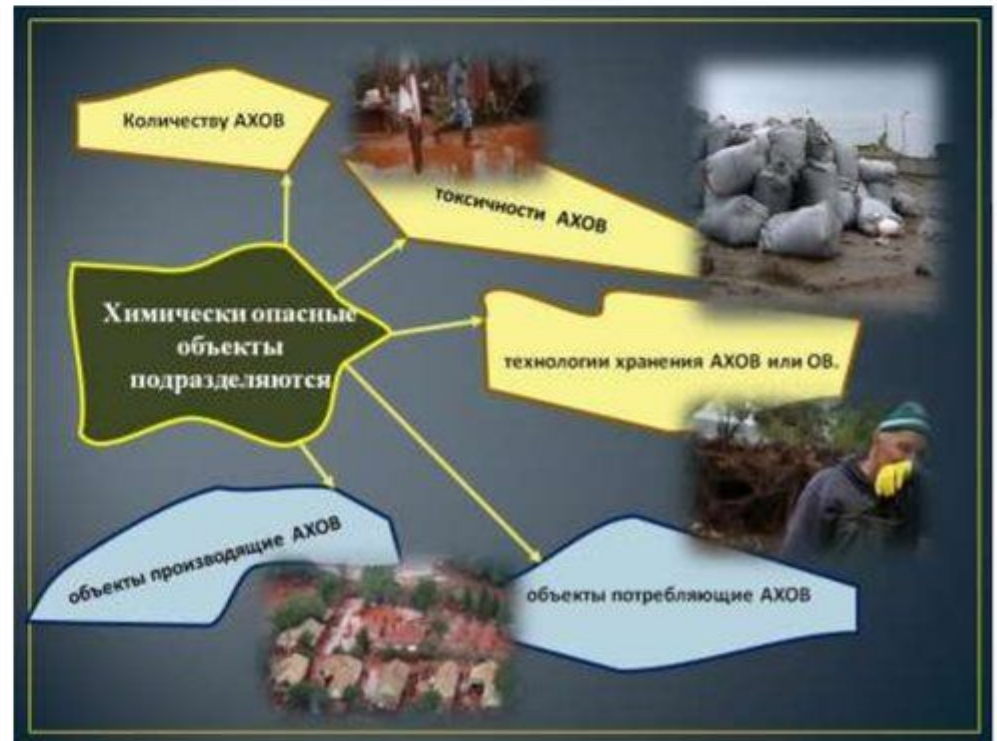 Количеству АХОВ
токсичности АХОВ
Химически опасные
объекты
подразделяются
технологии хранения АХОВ или ОВ.
объекты производящие АХОВ
объекты потребляющие АХОВ